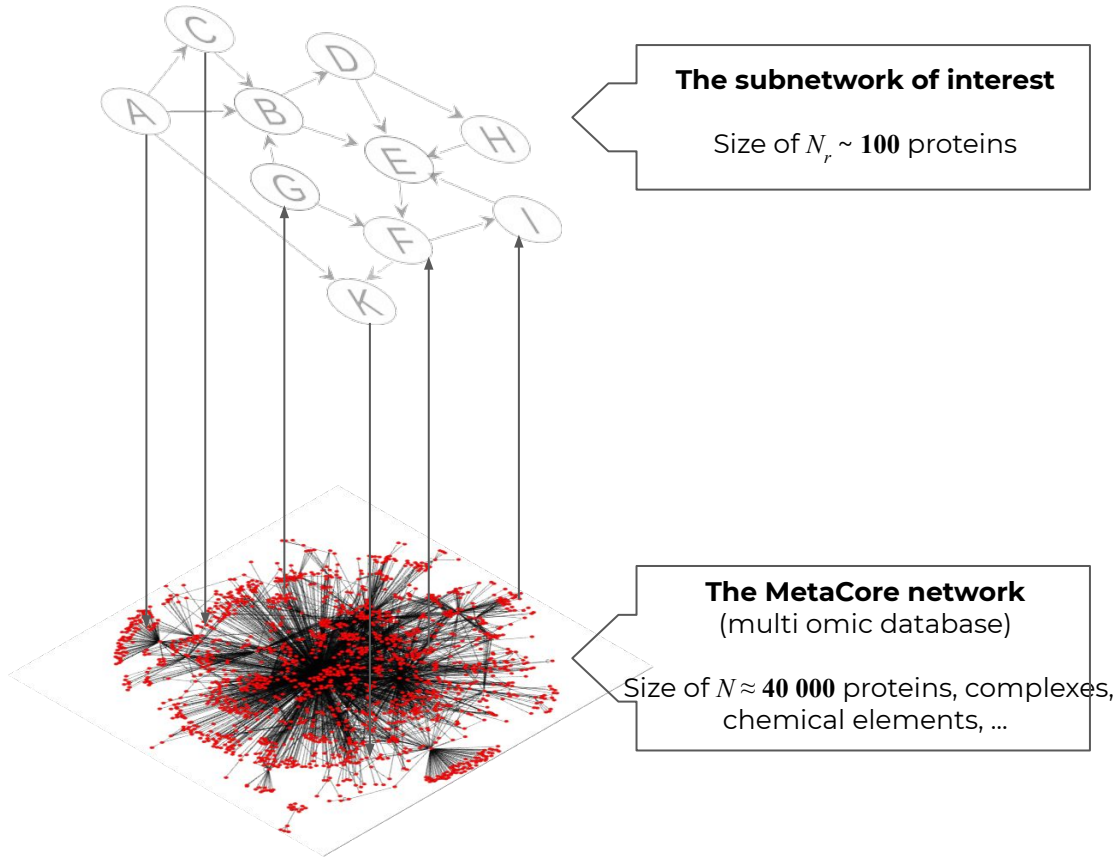 C
D
A
B
H
E
G
I
F
K
The subnetwork of interest
Size of N_r ~ 100 proteins
The MetaCore network
(multi omic database)
Size of N ≈ 40 000 proteins, complexes,
chemical elements, ...